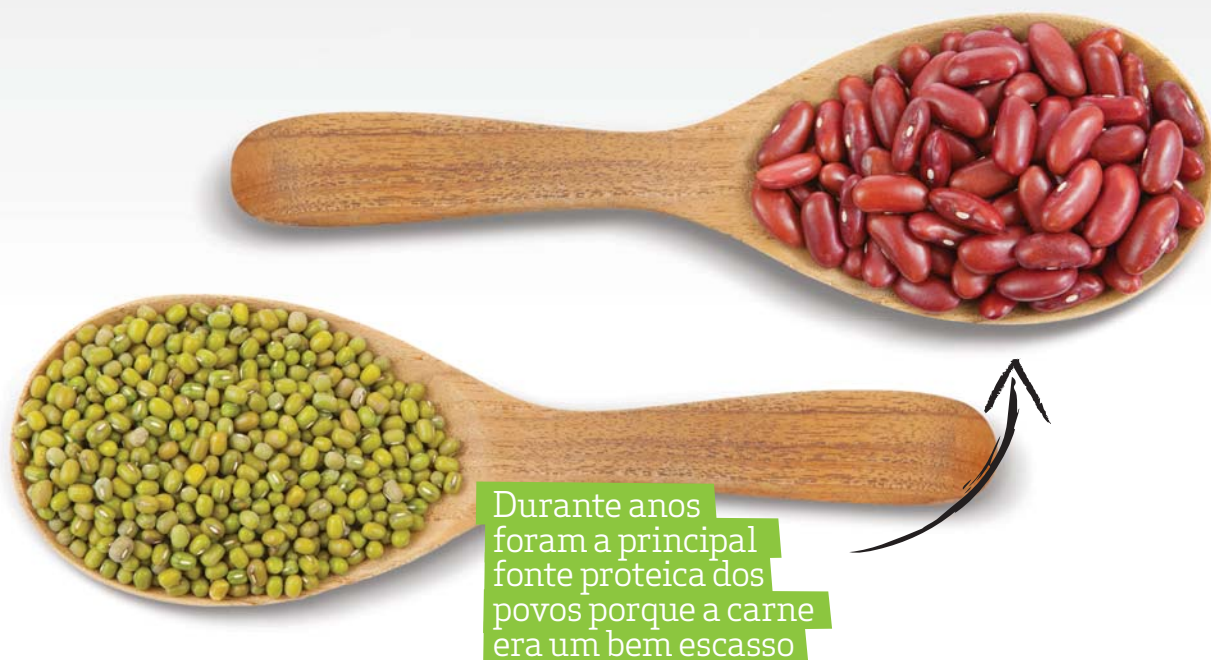 Durante anos
foram a principal
fonte proteica dos
povos porque a carne
era um bem escasso